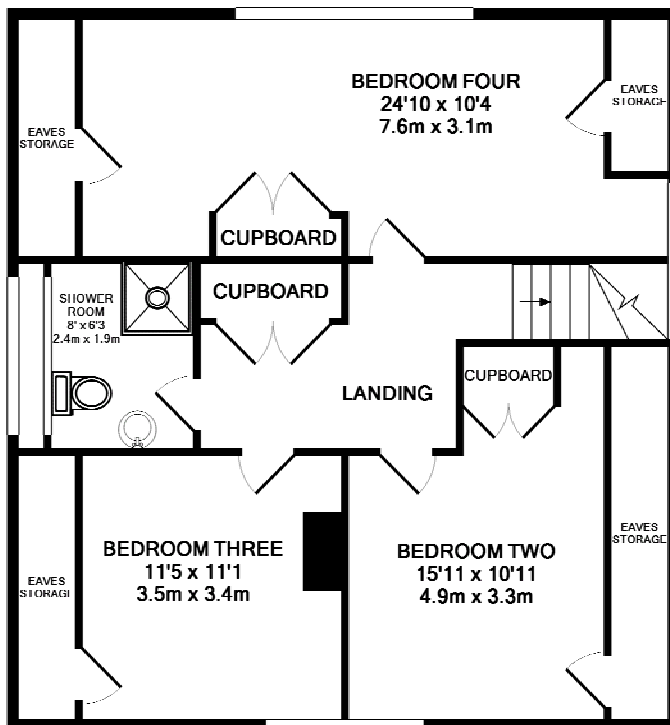 BEDROOM FOUR
24'10 x 10'4
7.6m x 3.1m
EAVES
STORAGE
EAVES
STORAGE
CUPBOARD
CUPBOARD
SHOWER
ROOM
8' x 6'3
2.4m x 1.9m
LANDING
CUPBOARD
BEDROOM THREE
11'5 x 11'1
3.5m x 3.4m
BEDROOM TWO
15'11 x 10'11
4.9m x 3.3m
EAVES
STORAGE
EAVES
STORAGE